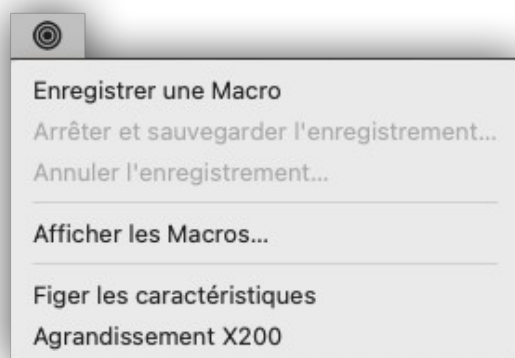 Enregistrer une Macro
Arrêter et sauvegarder l'enregistrement...
Annuler l'enregistrement...
Afficher les Macros...
Figer les caractéristiques
Agrandissement X200